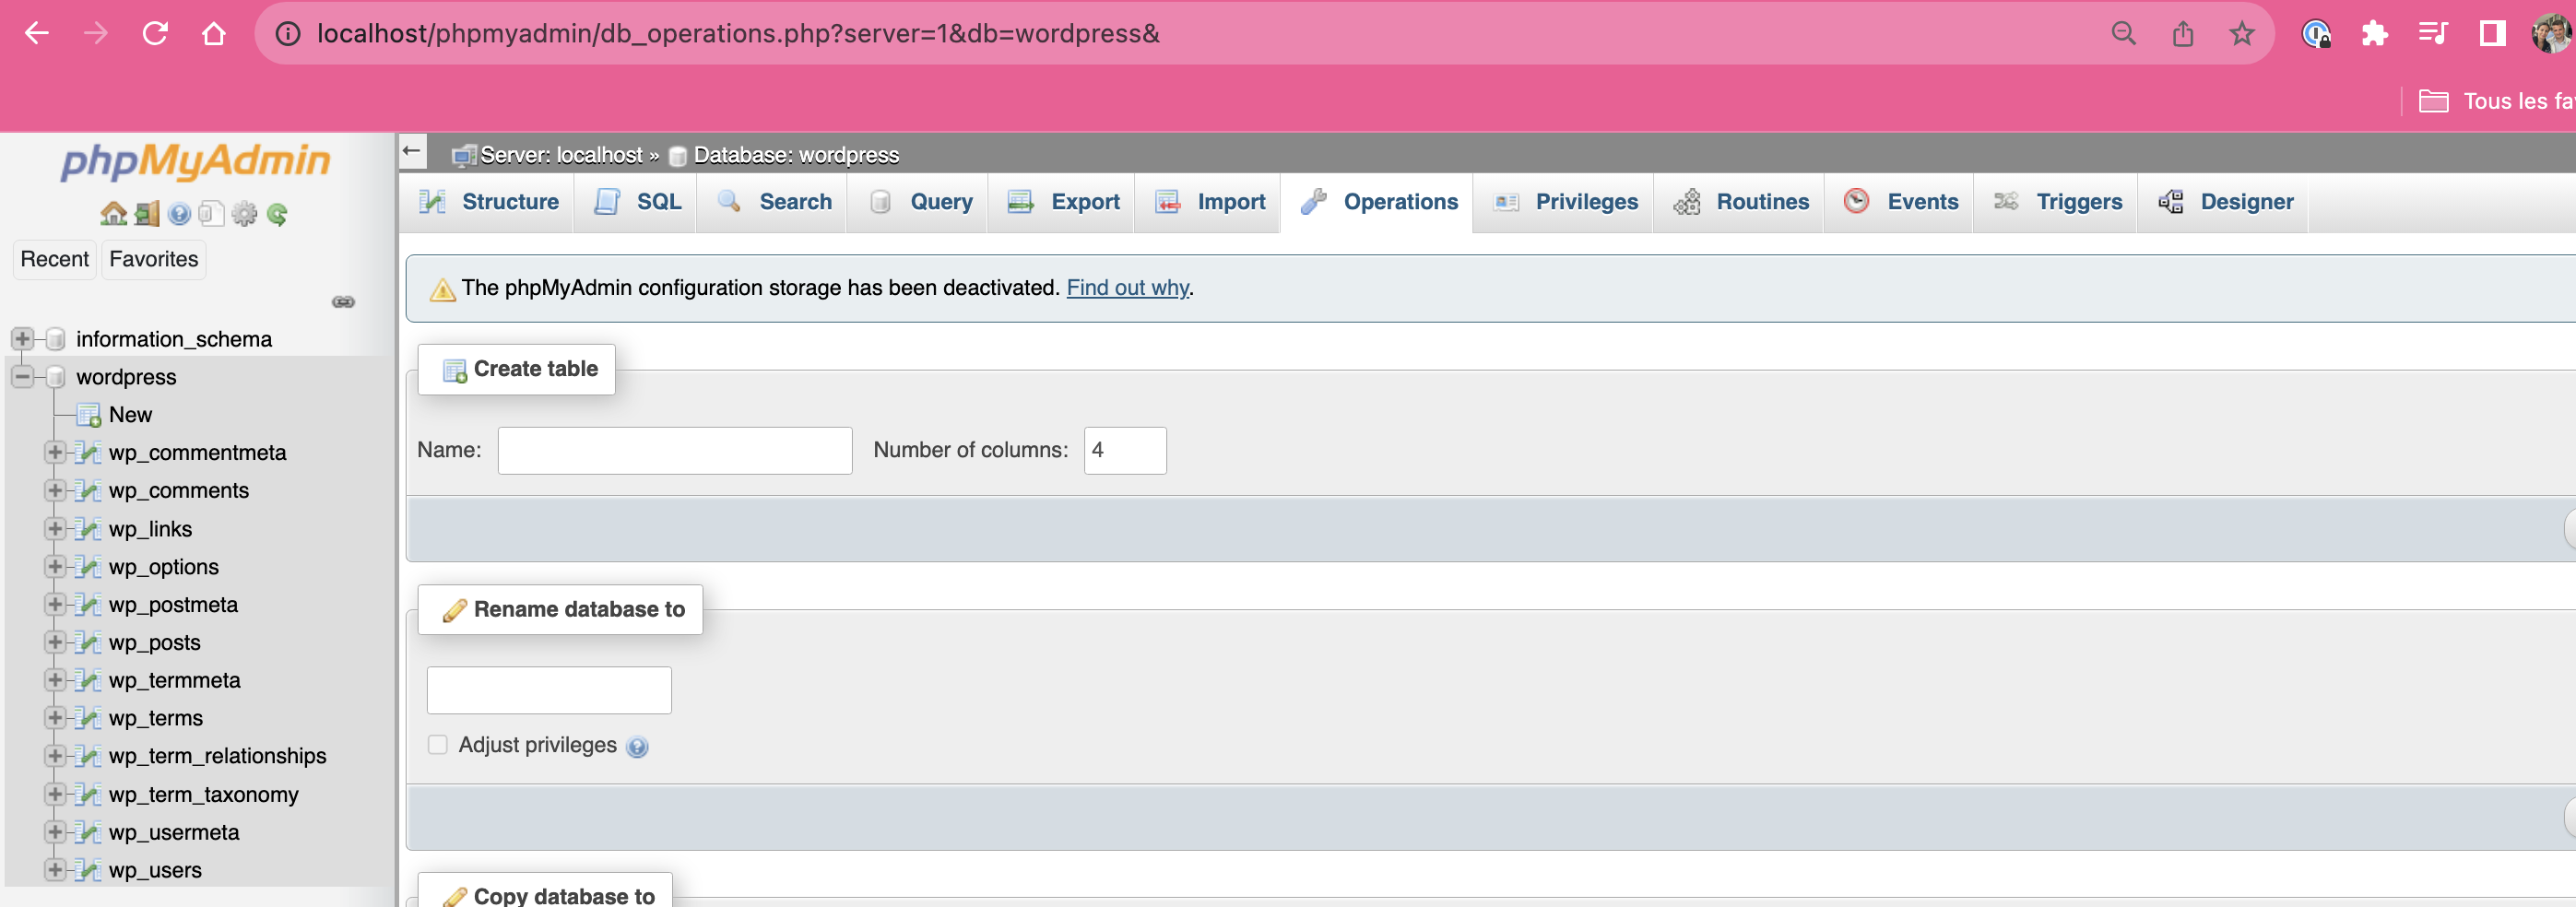 localhost/phpmyadmin/db_operations.php?server=1&db=wordpress&
Tous les fa
phpMyAdmin
Recent Favorites
information_schema
wordpress
New
wp_commentmeta
wp_comments
wp_links
wp_options
wp_postmeta
wp_posts
wp_termmeta
wp_terms
wp_term_relationships
wp_term_taxonomy
wp_usermeta
wp_users
Server: localhost » Database: wordpress
Structure SQL Search Query Export Import Operations Privileges Routines Events Triggers Designer
The phpMyAdmin configuration storage has been deactivated. Find out why.
Create table
Name: Number of columns: 4
Rename database to
Adjust privileges
Copy database to